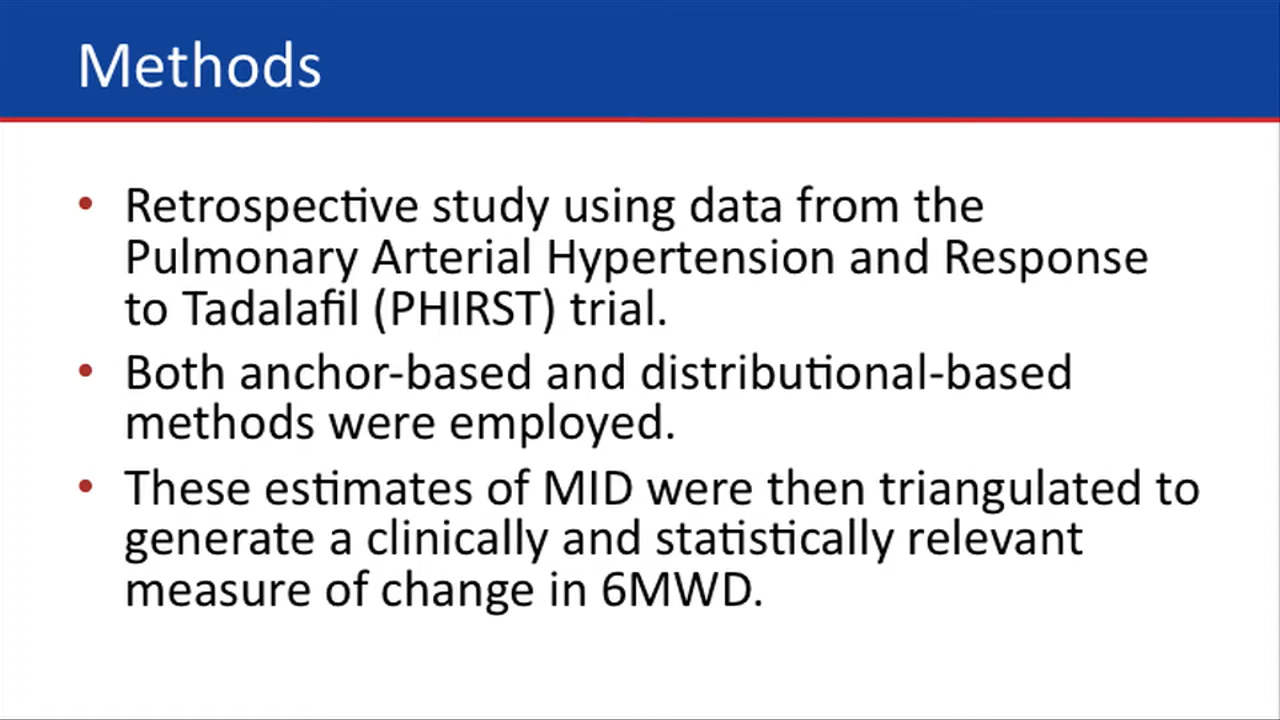 Methods
• Retrospective study using data from the
Pulmonary Arterial Hypertension and Response
to Tadalafil (PHIRST) trial.
• Both anchor-based and distributional-based
methods were employed.
• These estimates of MID were then triangulated to
generate a clinically and statistically relevant
measure of change in 6MWD.